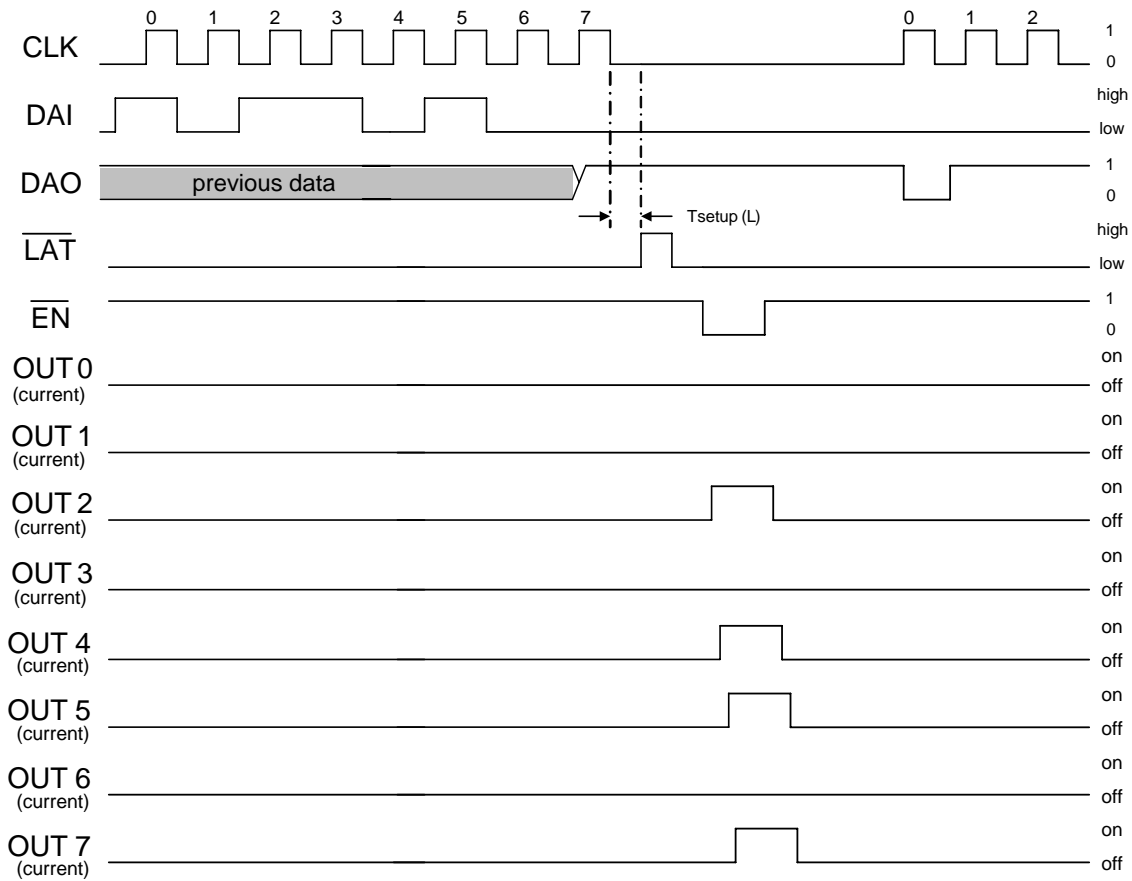 0 1 2 3 4 5 6 7 0 1 2
CLK 1
0
DAI high
low
DAO previous data 1
0
Tsetup (L)
LAT high
low
EN 1
0
OUT 0 on
(current) off
OUT 1 on
(current) off
OUT 2 on
(current) off
OUT 3 on
(current) off
OUT 4 on
(current) off
OUT 5 on
(current) off
OUT 6 on
(current) off
OUT 7 on
(current) off